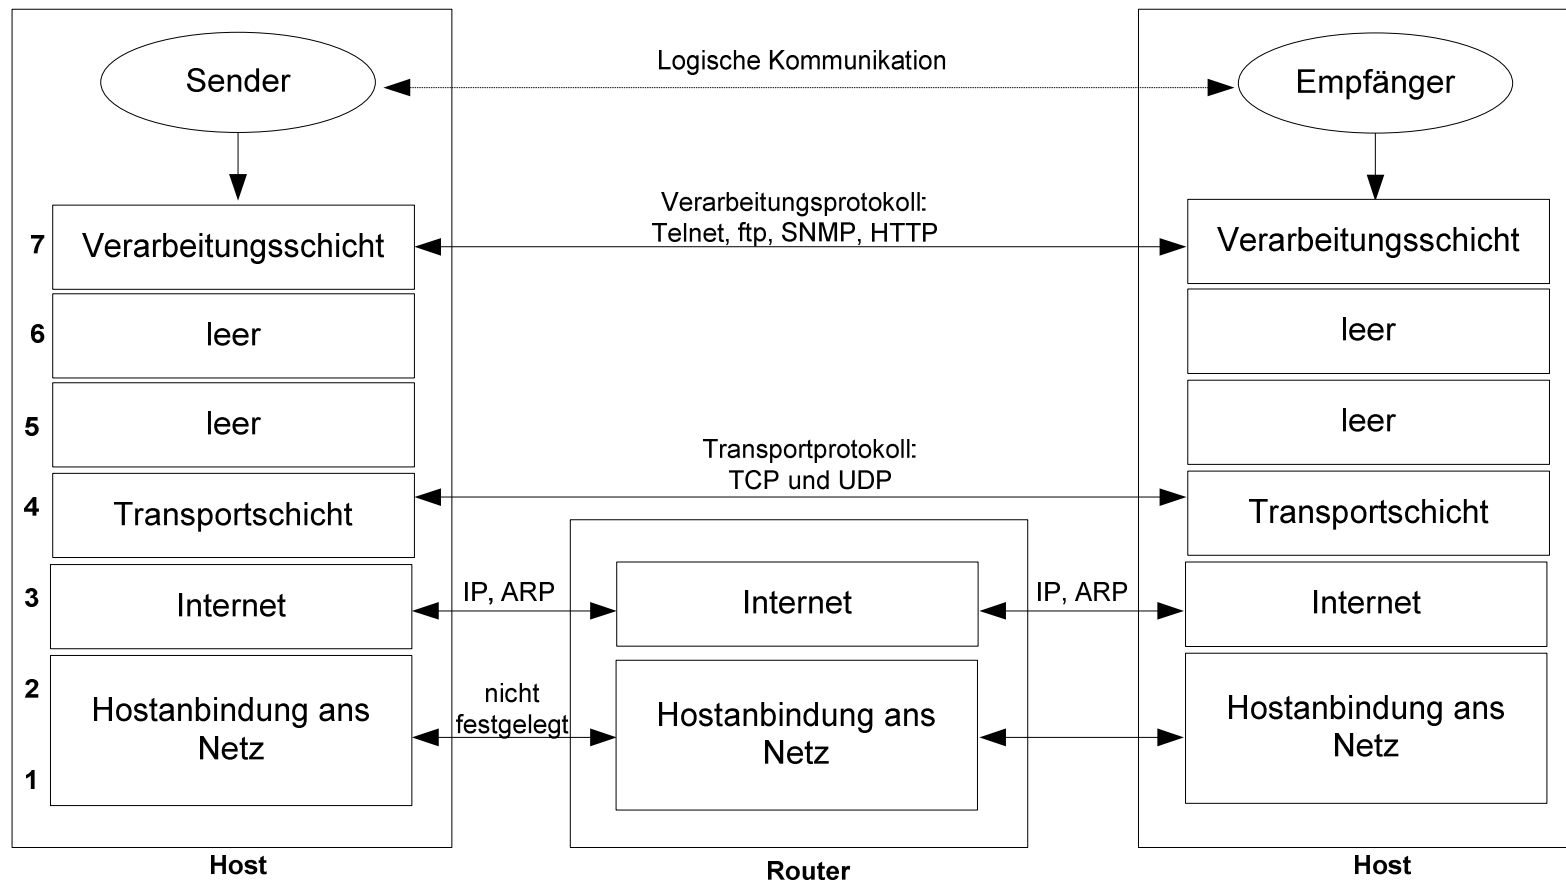 Sender
Logische Kommunikation
Empfänger
Verarbeitungsprotokoll:
Telnet, ftp, SNMP, HTTP
7
Verarbeitungsschicht
Verarbeitungsschicht
6
leer
leer
5
leer
leer
Transportprotokoll:
TCP und UDP
4
Transportschicht
Transportschicht
3
Internet
IP, ARP
Internet
IP, ARP
Internet
2
1
Hostanbindung ans
Netz
nicht
festgelegt
Hostanbindung ans
Netz
Hostanbindung ans
Netz
Host
Router
Host